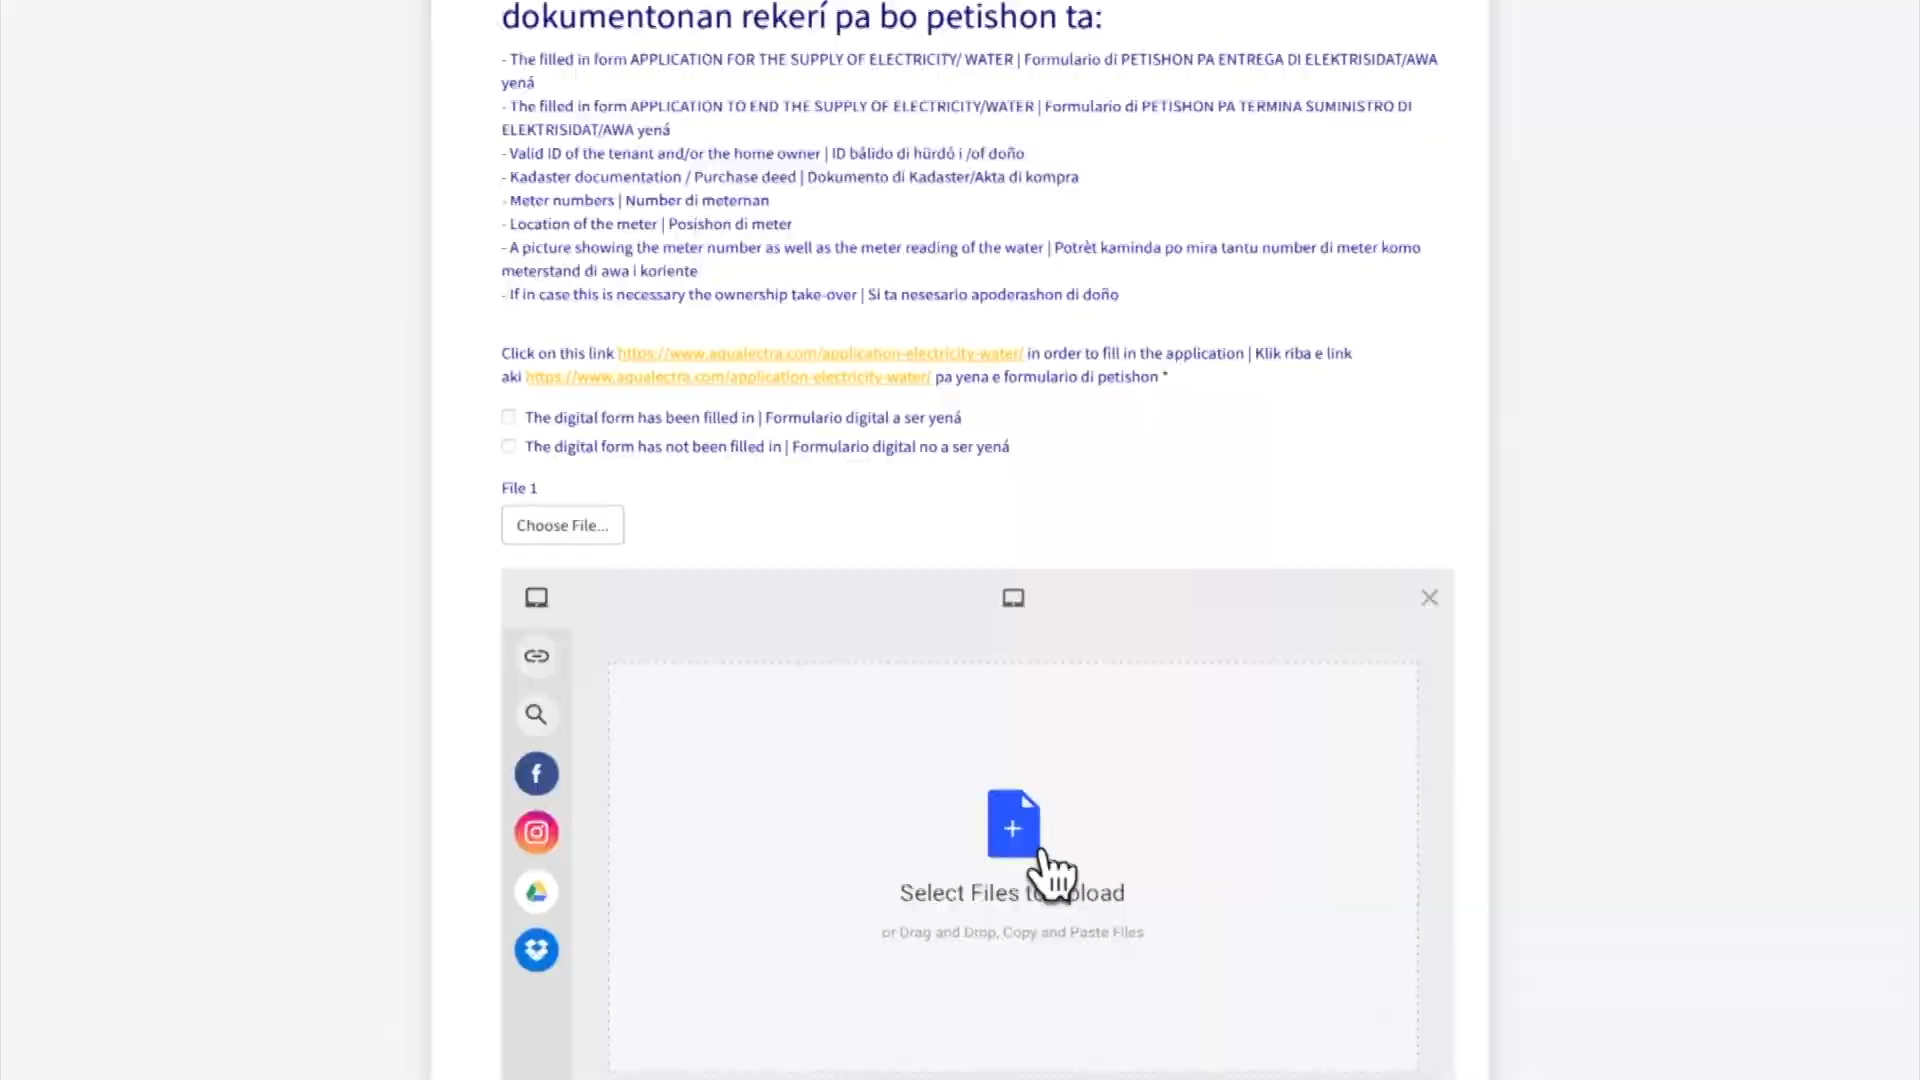 dokumentonan rekerí pa bo petishon ta:
- The filled in form APPLICATION FOR THE SUPPLY OF ELECTRICITY/ WATER | Formulario di PETISHON PA ENTREGA DI ELEKTRISIDAT/AWA
yená
- The filled in form APPLICATION TO END THE SUPPLY OF ELECTRICITY/WATER | Formulario di PETISHON PA TERMINA SUMINISTRO DI
ELEKTRISIDAT/AWA yená
- Valid ID of the tenant and/or the home owner | ID bálido di hürdó i /of doño
- Kadaster documentation / Purchase deed | Dokumento di Kadaster/Akta di kompra
- Meter numbers | Number di meternan
- Location of the meter | Posishon di meter
- A picture showing the meter number as well as the meter reading of the water | Potrèt kaminda po mira tantu number di meter komo
meterstand di awa i koriente
- If in case this is necessary the ownership take-over | Si ta nesesario apoderashon di doño
Click on this link https://www.aqualectra.com/application-electricity-water/ in order to fill in the application | Klik riba e link
aki https://www.aqualectra.com/application-electricity-water/ pa yena e formulario di petishon *
The digital form has been filled in | Formulario digital a ser yená
The digital form has not been filled in | Formulario digital no a ser yená
File 1
Choose File...
Select Files to Upload
or Drag and Drop, Copy and Paste Files